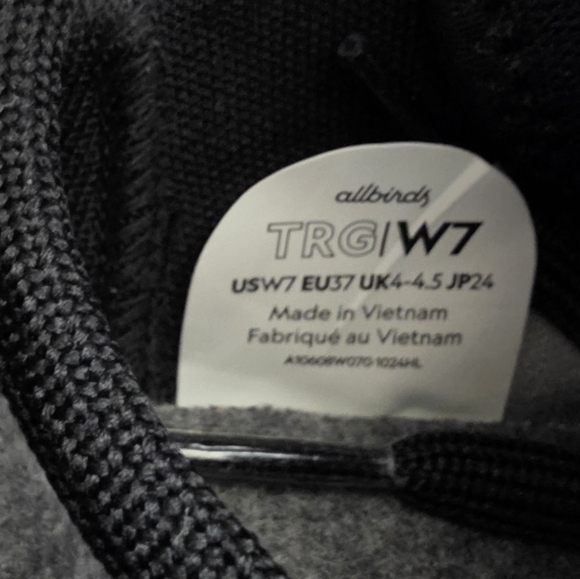 allbirds
TRG|W7
USW7 EU37 UK4-4.5 JP24
Made in Vietnam
Fabriqué au Vietnam
A10608W070-1024HL